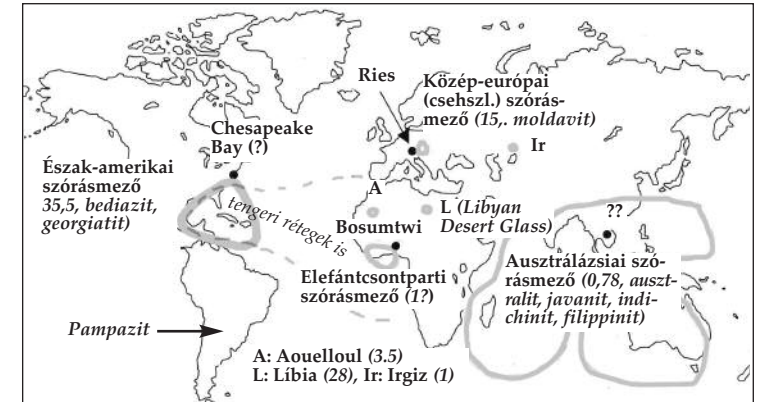 Ries
Közép-európai
(csehszl.) szórás-
mező (15,. moldavit)
Chesapeake
Bay (?)
Ir
Észak-amerikai
szórásmező
35,5, bediazit,
georgiatit)
A
tengeri rétegek is
L (Libyan
Desert Glass)
??
Bosumtwi
Elefántcsontparti
szórásmező (1?)
Ausztrálázsiai szó-
rásmező (0,78, auszt-
ralit, javanit, indi-
chinit, filippinit)
Pampazit
A: Aouelloul (3.5)
L: Líbia (28), Ir: Irgiz (1)